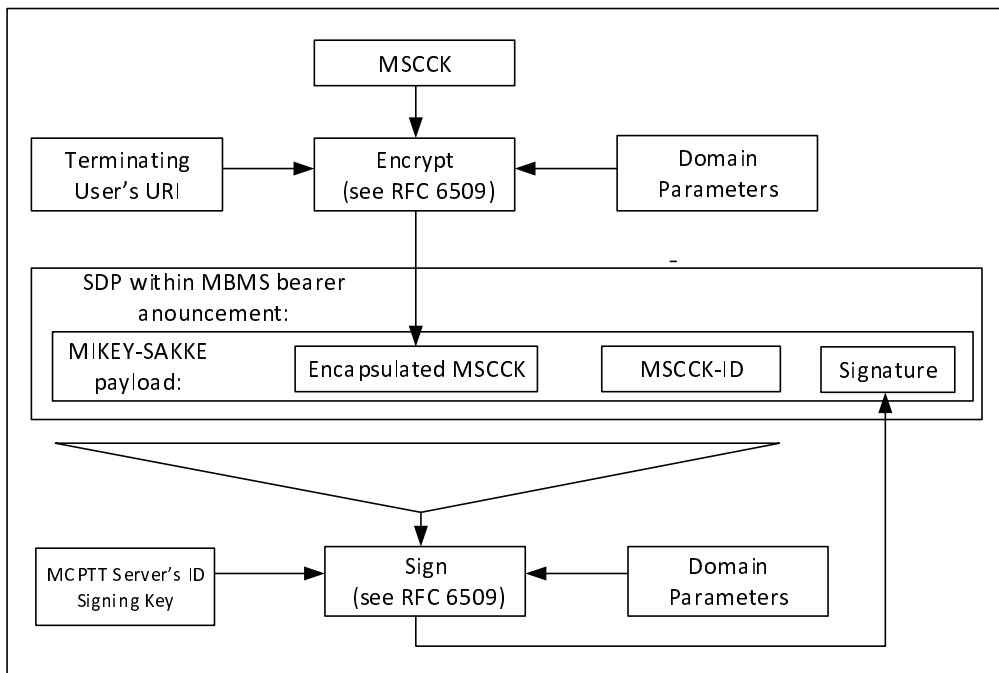 MSCCK
Terminating
User's URI
Encrypt
(see RFC 6509)
Domain
Parameters
SDP within MBMS bearer
anouncement:
MIKEY-SAKKE
payload:
Encapsulated MSCCK
MSCCK-ID
Signature
MCPTT Server's ID
Signing Key
Sign
(see RFC 6509)
Domain
Parameters